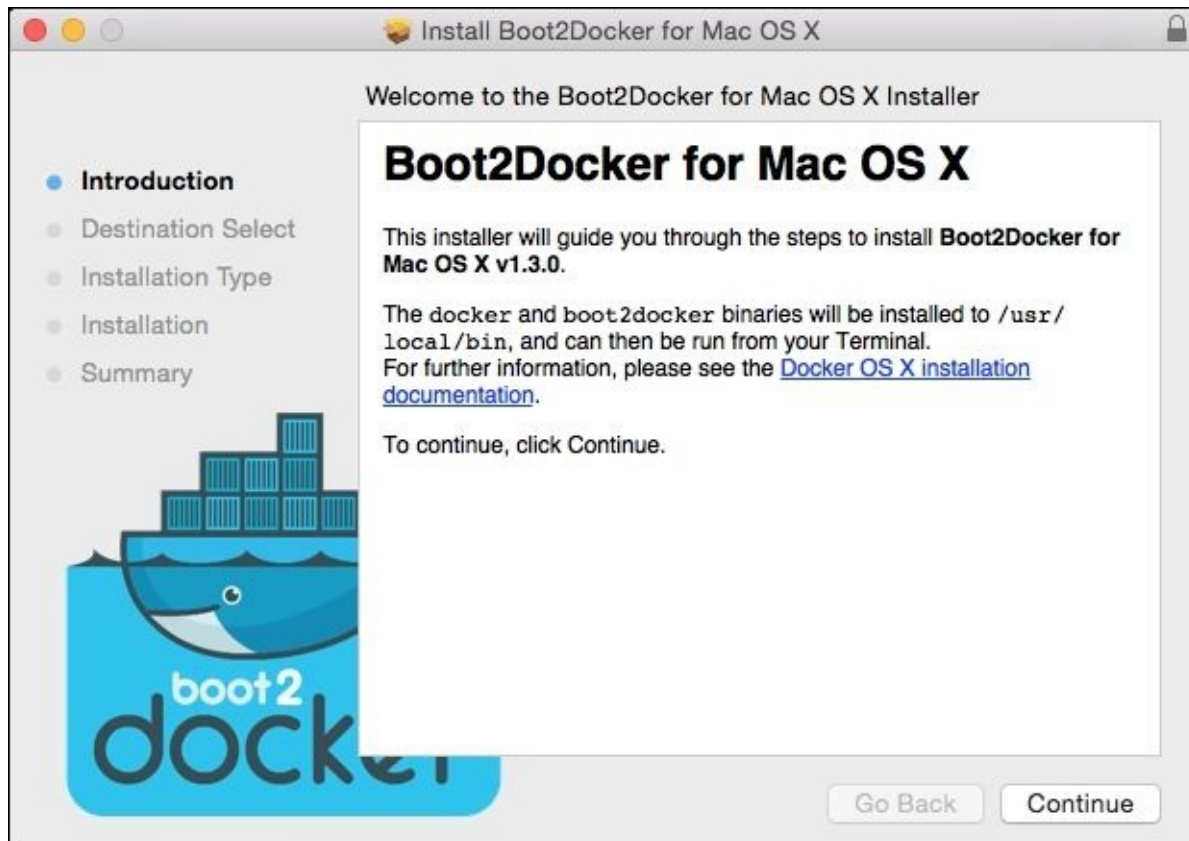 Install Boot2Docker for Mac OS X
Welcome to the Boot2Docker for Mac OS X Installer
Introduction
Destination Select
Installation Type
Installation
Summary
Boot2Docker for Mac OS X
This installer will guide you through the steps to install Boot2Docker for
Mac OS X v1.3.0.
The docker and boot2docker binaries will be installed to /usr/
local/bin, and can then be run from your Terminal.
For further information, please see the Docker OS X installation
documentation.
To continue, click Continue.
boot2
docker
Go Back
Continue